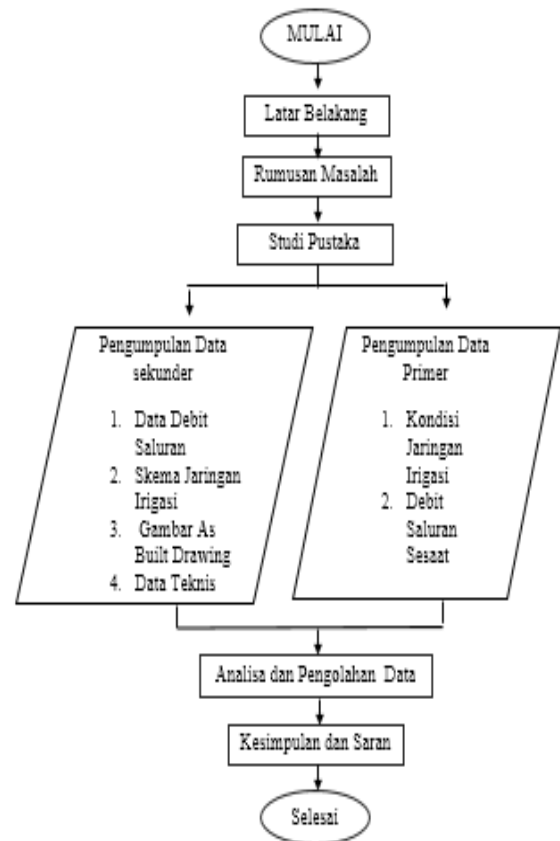 MULAI
Latar Belakang
Rumusan Masalah
Studi Pustaka
Pengumpulan Data
sekunder
1. Data Debit
Saluran
2. Skema Jaringan
Irigasi
3. Gambar As
Built Drawing
4. Data Teknis
Pengumpulan Data
Primer
1. Kondisi
Jaringan
Irigasi
2. Debit
Saluran
Sesaat
Analisa dan Pengolahan Data
Kesimpulan dan Saran
Selesai